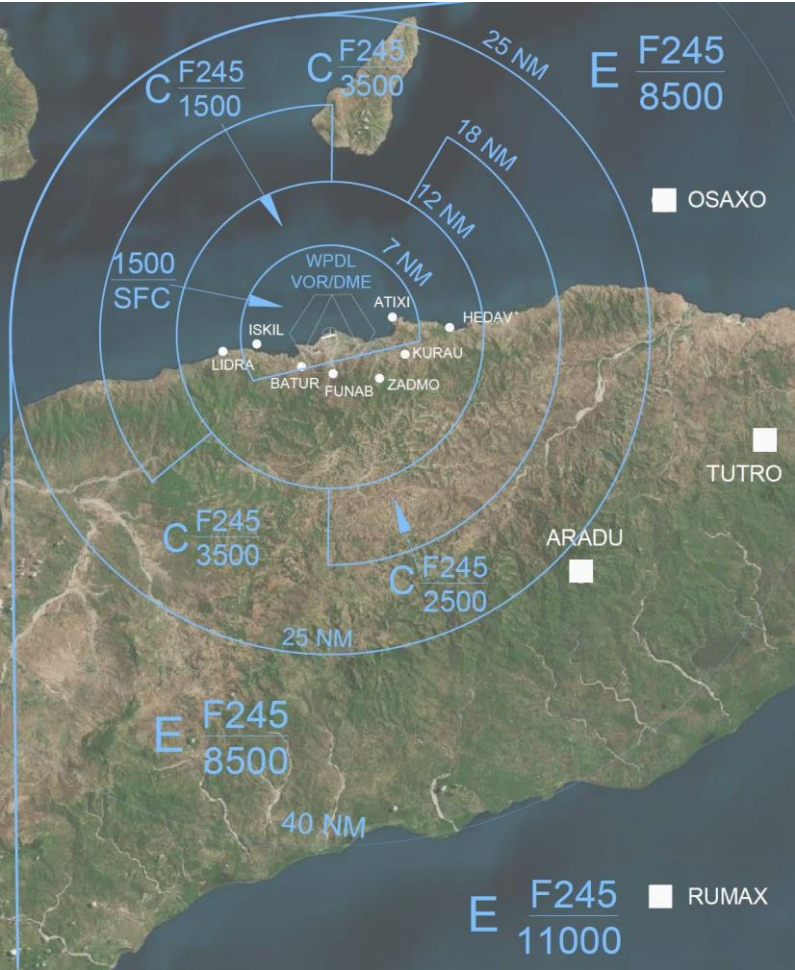 25 NM
C F245
3500
E F245
8500
C F245
1500
18 NM
12 NM
OSAXO
7 NM
1500
SFC
WPDL
VOR/DME
ATIXI
HEDAV
ISKIL
LIDRA
KURAU
BATUR
FUNAB
ZADMO
TUTRO
C F245
3500
ARADU
C F245
2500
25 NM
E F245
8500
40 NM
E F245
11000
RUMAX